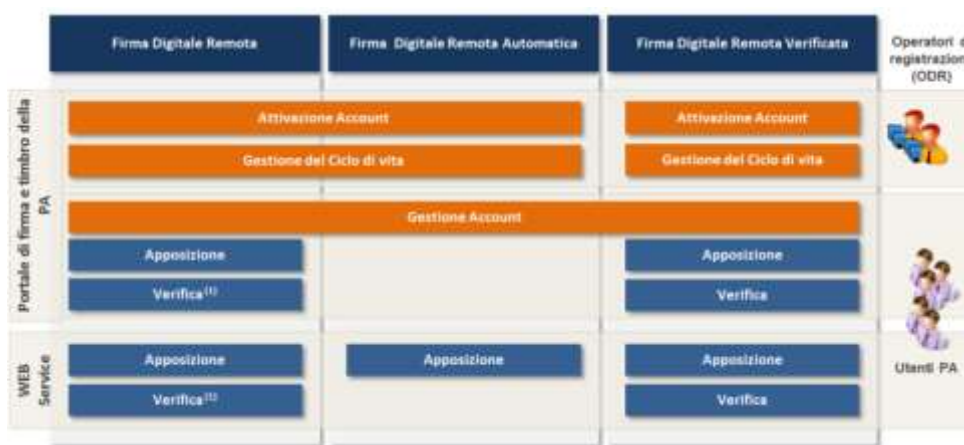 Firma Digitale Remota
Firma Digitale Remota Automatica
Firma Digitale Remota Verificata
Operatori d
registrazion
(ODR)
Portale di firma e timbro della
PA
Attivazione Account
Attivazione Account
Gestione del Ciclo di vita
Gestione del Ciclo di vita
Gestione Account
Apposizione
Apposizione
Verifica(1)
Verifica
Utenti PA
WEB
Service
Apposizione
Apposizione
Apposizione
Verifica(1)
Verifica